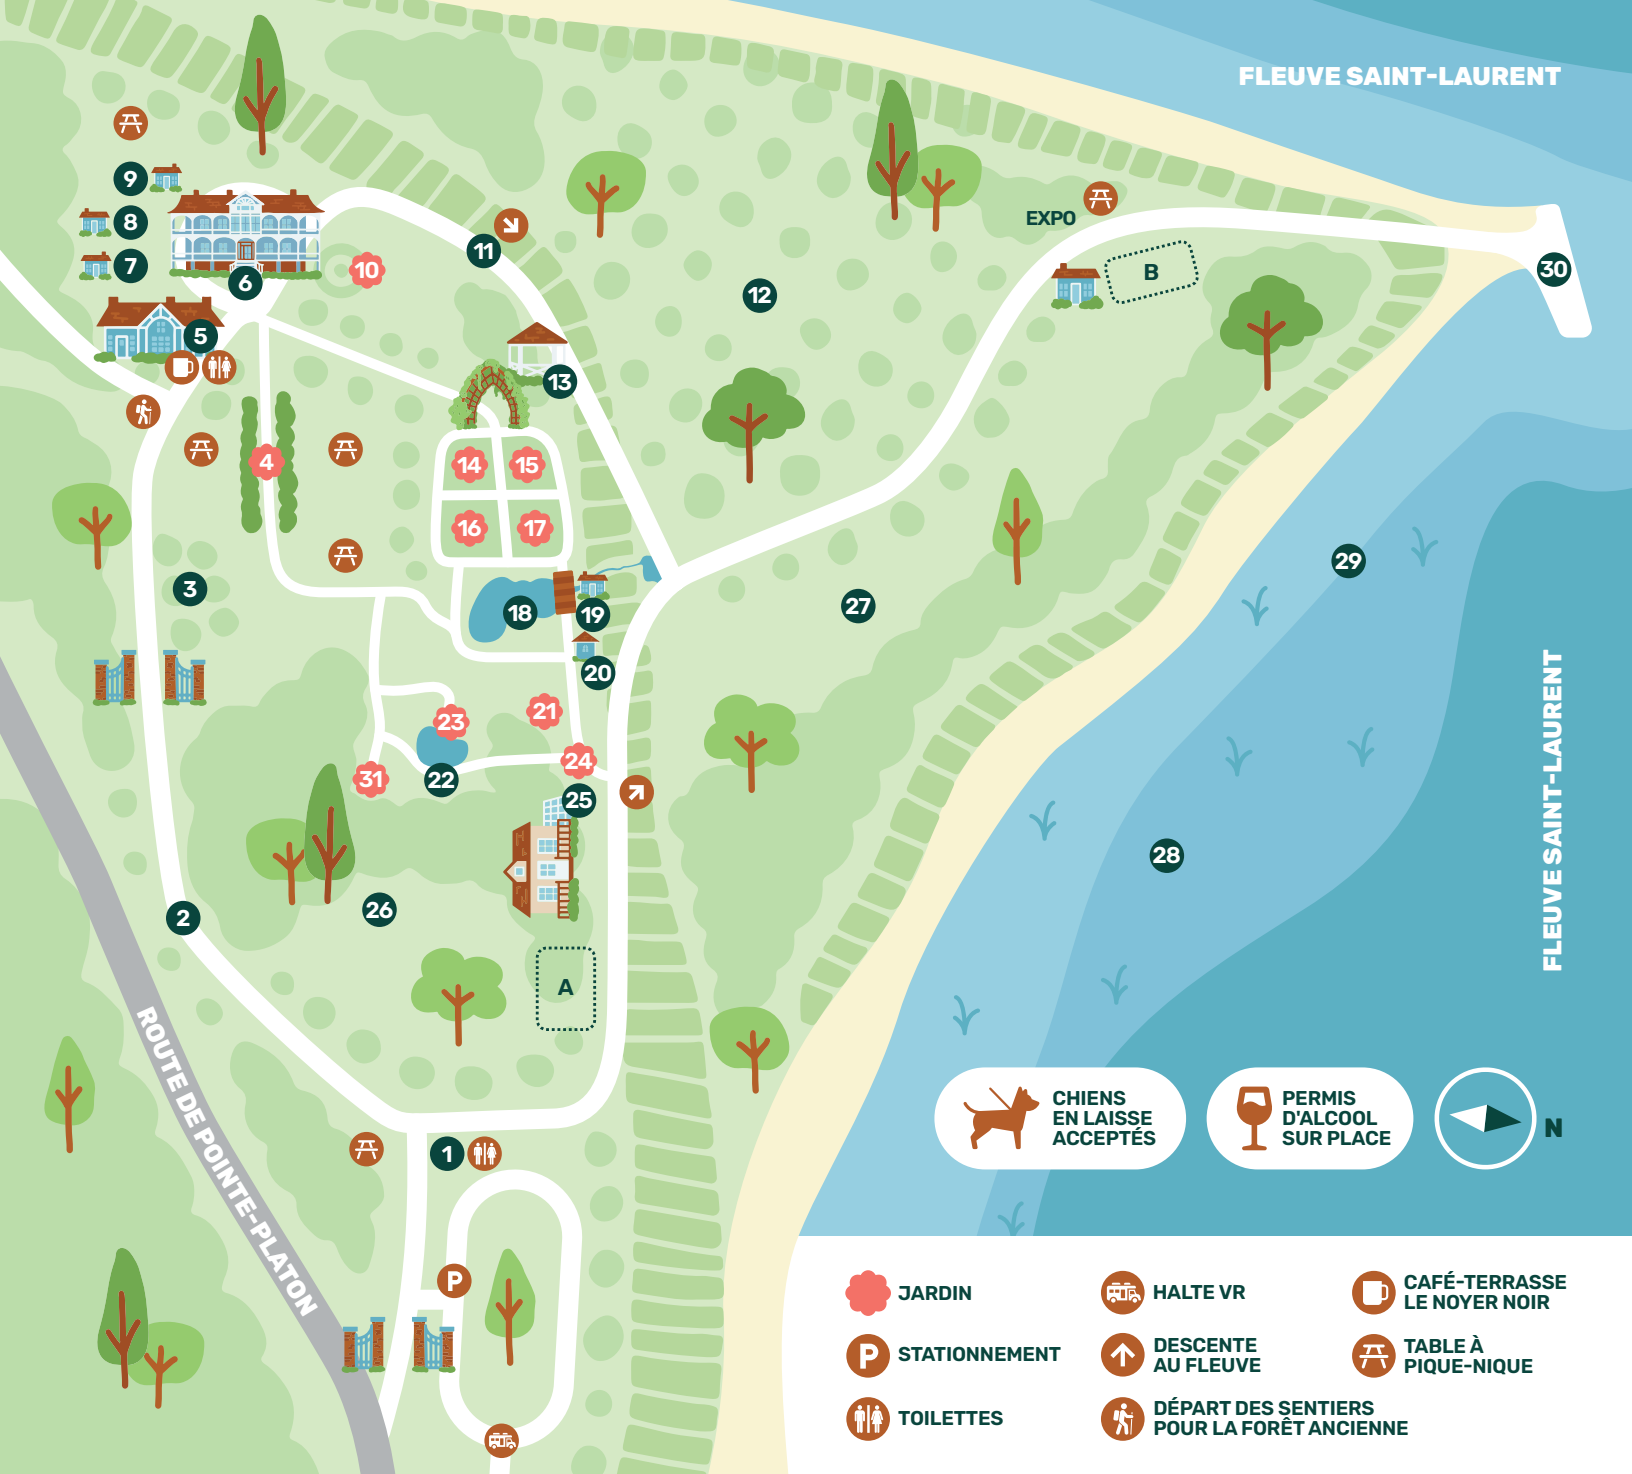 FLEUVE SAINT-LAURENT
9
8
7
6
5
10
11
12
EXPO
B
30
13
4
14
15
16
17
3
18
19
20
27
29
21
23
24
31
22
25
28
26
2
A
FLEUVE SAINT-LAURENT
ROUTE DE POINTE-PLATON
1
P
CHIENS
EN LAISSE
ACCEPTÉS
PERMIS
D'ALCOOL
SUR PLACE
N
JARDIN
P
STATIONNEMENT
TOILETTES
HALTE VR
DESCENTE
AU FLEUVE
DÉPART DES SENTIERS
POUR LA FORÊT ANCIENNE
CAFÉ-TERRASSE
LE NOYER NOIR
TABLE À
PIQUE-NIQUE